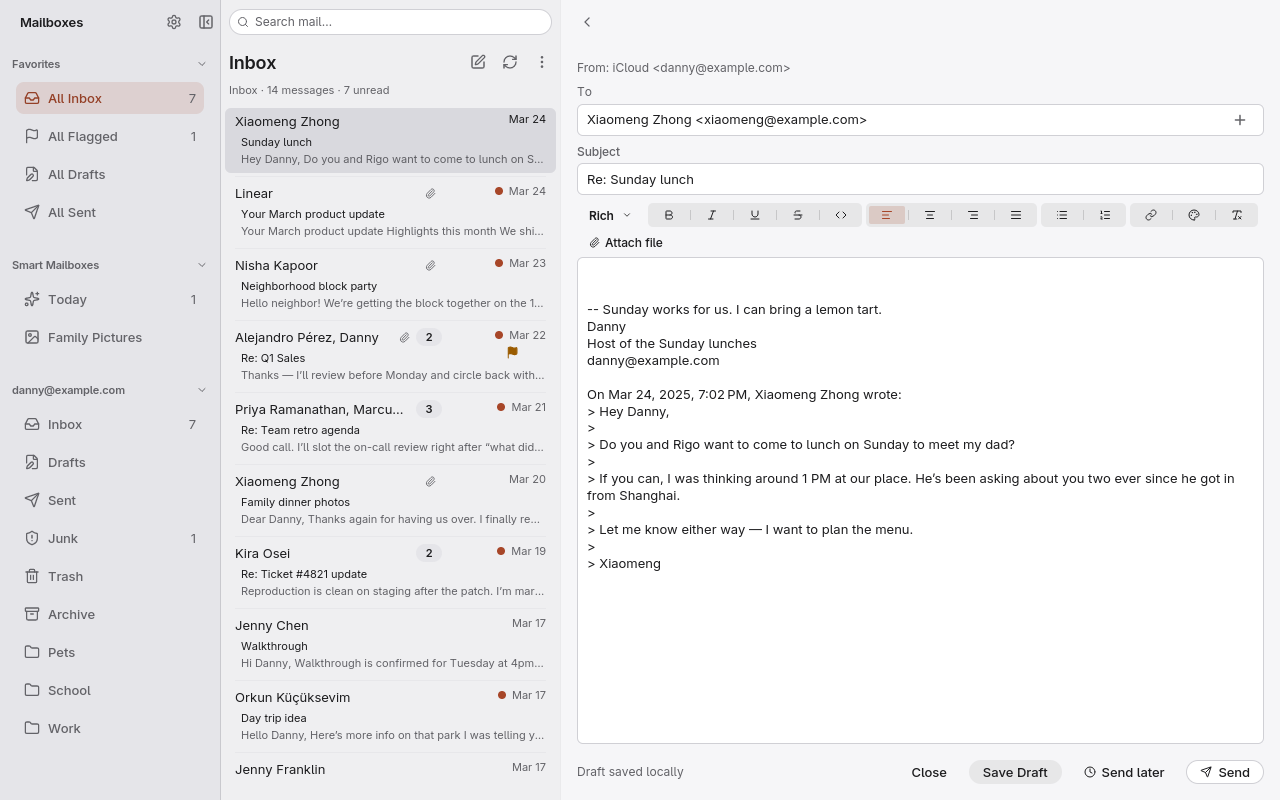 Mailboxes
Favorites
All Inbox 7
All Flagged 1
All Drafts
All Sent
Smart Mailboxes
Today 1
Family Pictures
danny@example.com
Inbox 7
Drafts
Sent
Junk 1
Trash
Archive
Pets
School
Work
Search mail...
Inbox
Inbox · 14 messages · 7 unread
Xiaomeng Zhong Mar 24
Sunday lunch
Hey Danny, Do you and Rigo want to come to lunch on S...
Linear Mar 24
Your March product update
Your March product update Highlights this month We shi...
Nisha Kapoor Mar 23
Neighborhood block party
Hello neighbor! We’re getting the block together on the 1...
Alejandro Pérez, Danny 2 Mar 22
Re: Q1 Sales
Thanks — I’ll review before Monday and circle back with...
Priya Ramanathan, Marcu... 3 Mar 21
Re: Team retro agenda
Good call. I’ll slot the on-call review right after “what did...
Xiaomeng Zhong Mar 20
Family dinner photos
Dear Danny, Thanks again for having us over. I finally re...
Kira Osei 2 Mar 19
Re: Ticket #4821 update
Reproduction is clean on staging after the patch. I’m mar...
Jenny Chen Mar 17
Walkthrough
Hi Danny, Walkthrough is confirmed for Tuesday at 4pm...
Orkun Küçüksevim Mar 17
Day trip idea
Hello Danny, Here’s more info on that park I was telling y...
Jenny Franklin Mar 17
From: iCloud <danny@example.com>
To
Xiaomeng Zhong <xiaomeng@example.com>
Subject
Re: Sunday lunch
Rich B I U S
Attach file
-- Sunday works for us. I can bring a lemon tart.
Danny
Host of the Sunday lunches
danny@example.com
On Mar 24, 2025, 7:02 PM, Xiaomeng Zhong wrote:
> Hey Danny,
>
> Do you and Rigo want to come to lunch on Sunday to meet my dad?
>
> If you can, I was thinking around 1 PM at our place. He’s been asking about you two ever since he got in
from Shanghai.
>
> Let me know either way — I want to plan the menu.
>
> Xiaomeng
Draft saved locally Close Save Draft Send later Send